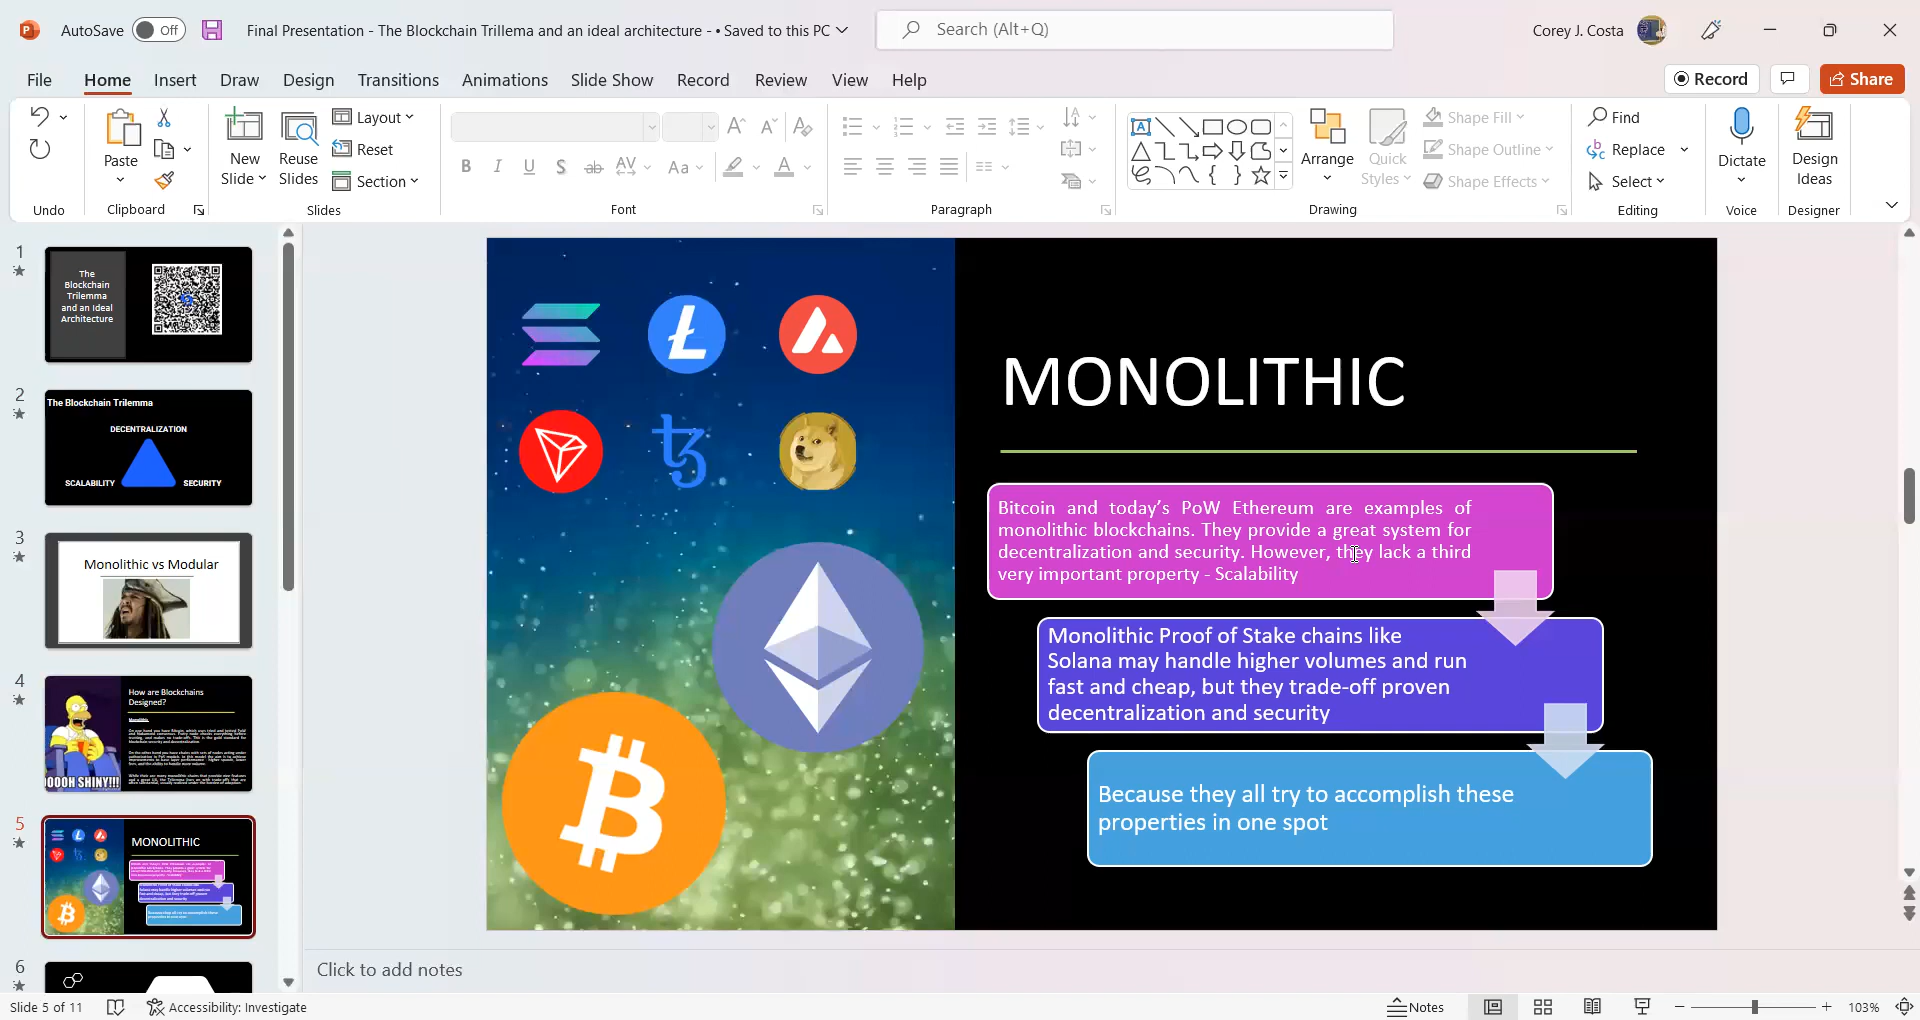 AutoSave
Off
Final Presentation - The Blockchain Trillema and an ideal architecture - • Saved to this PC
Search (Alt+Q)
Corey J. Costa
File
Home
Insert
Draw
Design
Transitions
Animations
Slide Show
Record
Review
View
Help
Record
Share
Paste
New
Slide
Reuse
Slides
Layout
Reset
Section
Arrange
Quick
Styles
Shape Fill
Shape Outline
Shape Effects
Find
Replace
Select
Dictate
Design
Ideas
Undo
Clipboard
Slides
Font
Paragraph
Drawing
Editing
Voice
Designer
1
The
Blockchain
Trilemma
and an Ideal
Architecture
2
The Blockchain Trilemma
DECENTRALIZATION
SCALABILITY
SECURITY
3
Monolithic vs Modular
4
How are Blockchains
Designed?
Monolithic
OOOH SHINY!!!
5
MONOLITHIC
6
MONOLITHIC
Bitcoin and today's PoW Ethereum are examples of
monolithic blockchains. They provide a great system for
decentralization and security. However, they lack a third
very important property - Scalability
Monolithic Proof of Stake chains like
Solana may handle higher volumes and run
fast and cheap, but they trade-off proven
decentralization and security
Because they all try to accomplish these
properties in one spot
Click to add notes
Slide 5 of 11
Accessibility: Investigate
Notes
103%